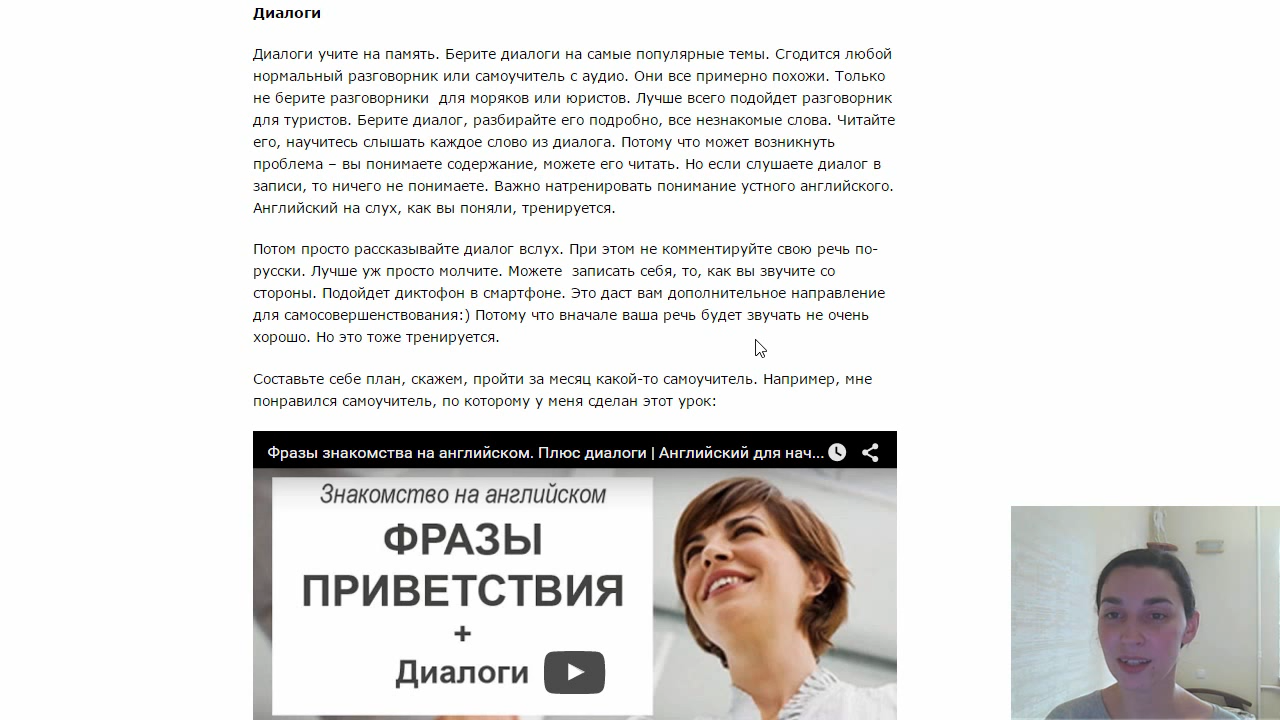 Диалоги
Диалоги учите на память. Берите диалоги на самые популярные темы. Сгодится любой
нормальный разговорник или самоучитель с аудио. Они все примерно похожи. Только
не берите разговорники  для моряков или юристов. Лучше всего подойдет разговорник
для туристов. Берите диалог, разбирайте его подробно, все незнакомые слова. Читайте
его, научитесь слышать каждое слово из диалога. Потому что может возникнуть
проблема – вы понимаете содержание, можете его читать. Но если слушаете диалог в
записи, то ничего не понимаете. Важно натренировать понимание устного английского.
Английский на слух, как вы поняли, тренируется.
Потом просто рассказывайте диалог вслух. При этом не комментируйте свою речь по-
русски. Лучше уж просто молчите. Можете  записать себя, то, как вы звучите со
стороны. Подойдет диктофон в смартфоне. Это даст вам дополнительное направление
для самосовершенствования:) Потому что вначале ваша речь будет звучать не очень
хорошо. Но это тоже тренируется.
Составьте себе план, скажем, пройти за месяц какой-то самоучитель. Например, мне
понравился самоучитель, по которому у меня сделан этот урок:
Фразы знакомства на английском. Плюс диалоги | Английский для нач...
Знакомство на английском
ФРАЗЫ
ПРИВЕТСТВИЯ
+
Диалоги